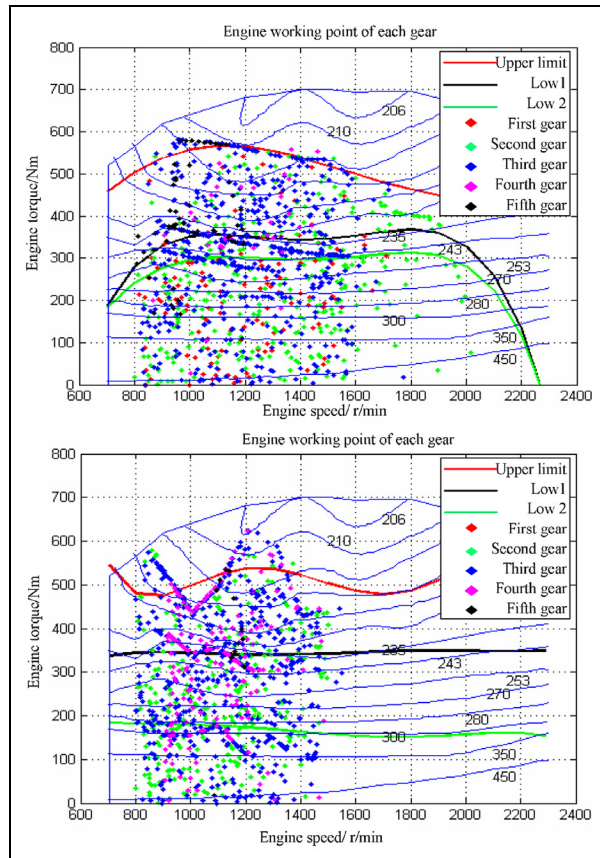 Engine working point of each gear
Engine torque/Nm
800
700
600
500
400
300
200
100
0
Upper limit
Low1
Low 2
First gear
Second gear
Third gear
Fourth gear
Fifth gear
206
210
235
243
253
270
280
300
350
450
600 800 1000 1200 1400 1600 1800 2000 2200 2400
Engine speed/ r/min
Engine working point of each gear
Engine torque/Nm
800
700
600
500
400
300
200
100
0
Upper limit
Low1
Low 2
First gear
Second gear
Third gear
Fourth gear
Fifth gear
206
210
235
243
253
270
280
300
350
450
600 800 1000 1200 1400 1600 1800 2000 2200 2400
Engine speed/ r/min